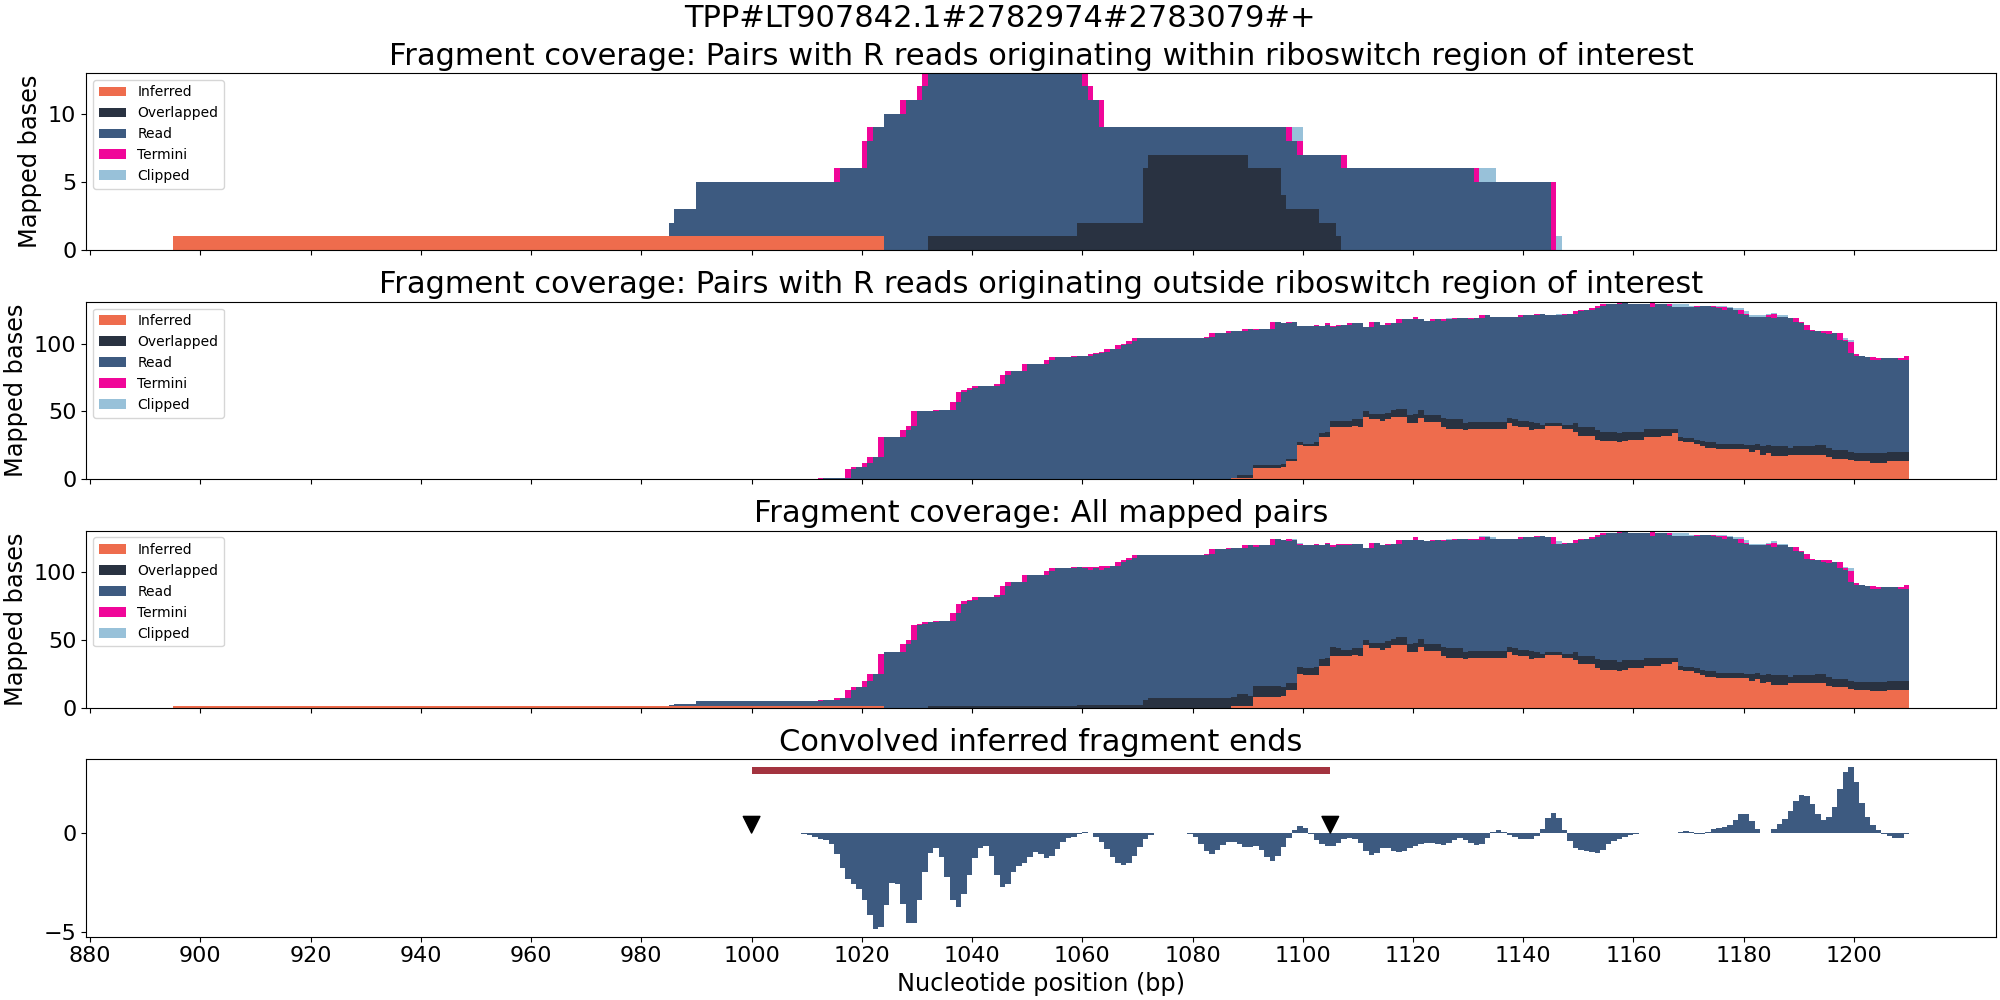 TPP#LT907842.1#2782974#2783079#+
Fragment coverage: Pairs with R reads originating within riboswitch region of interest
Mapped bases
10
5
0
Inferred
Overlapped
Read
Termini
Clipped
Fragment coverage: Pairs with R reads originating outside riboswitch region of interest
Mapped bases
100
50
0
Inferred
Overlapped
Read
Termini
Clipped
Fragment coverage: All mapped pairs
Mapped bases
100
50
0
Inferred
Overlapped
Read
Termini
Clipped
Convolved inferred fragment ends
0
−5
880 900 920 940 960 980 1000 1020 1040 1060 1080 1100 1120 1140 1160 1180 1200
Nucleotide position (bp)